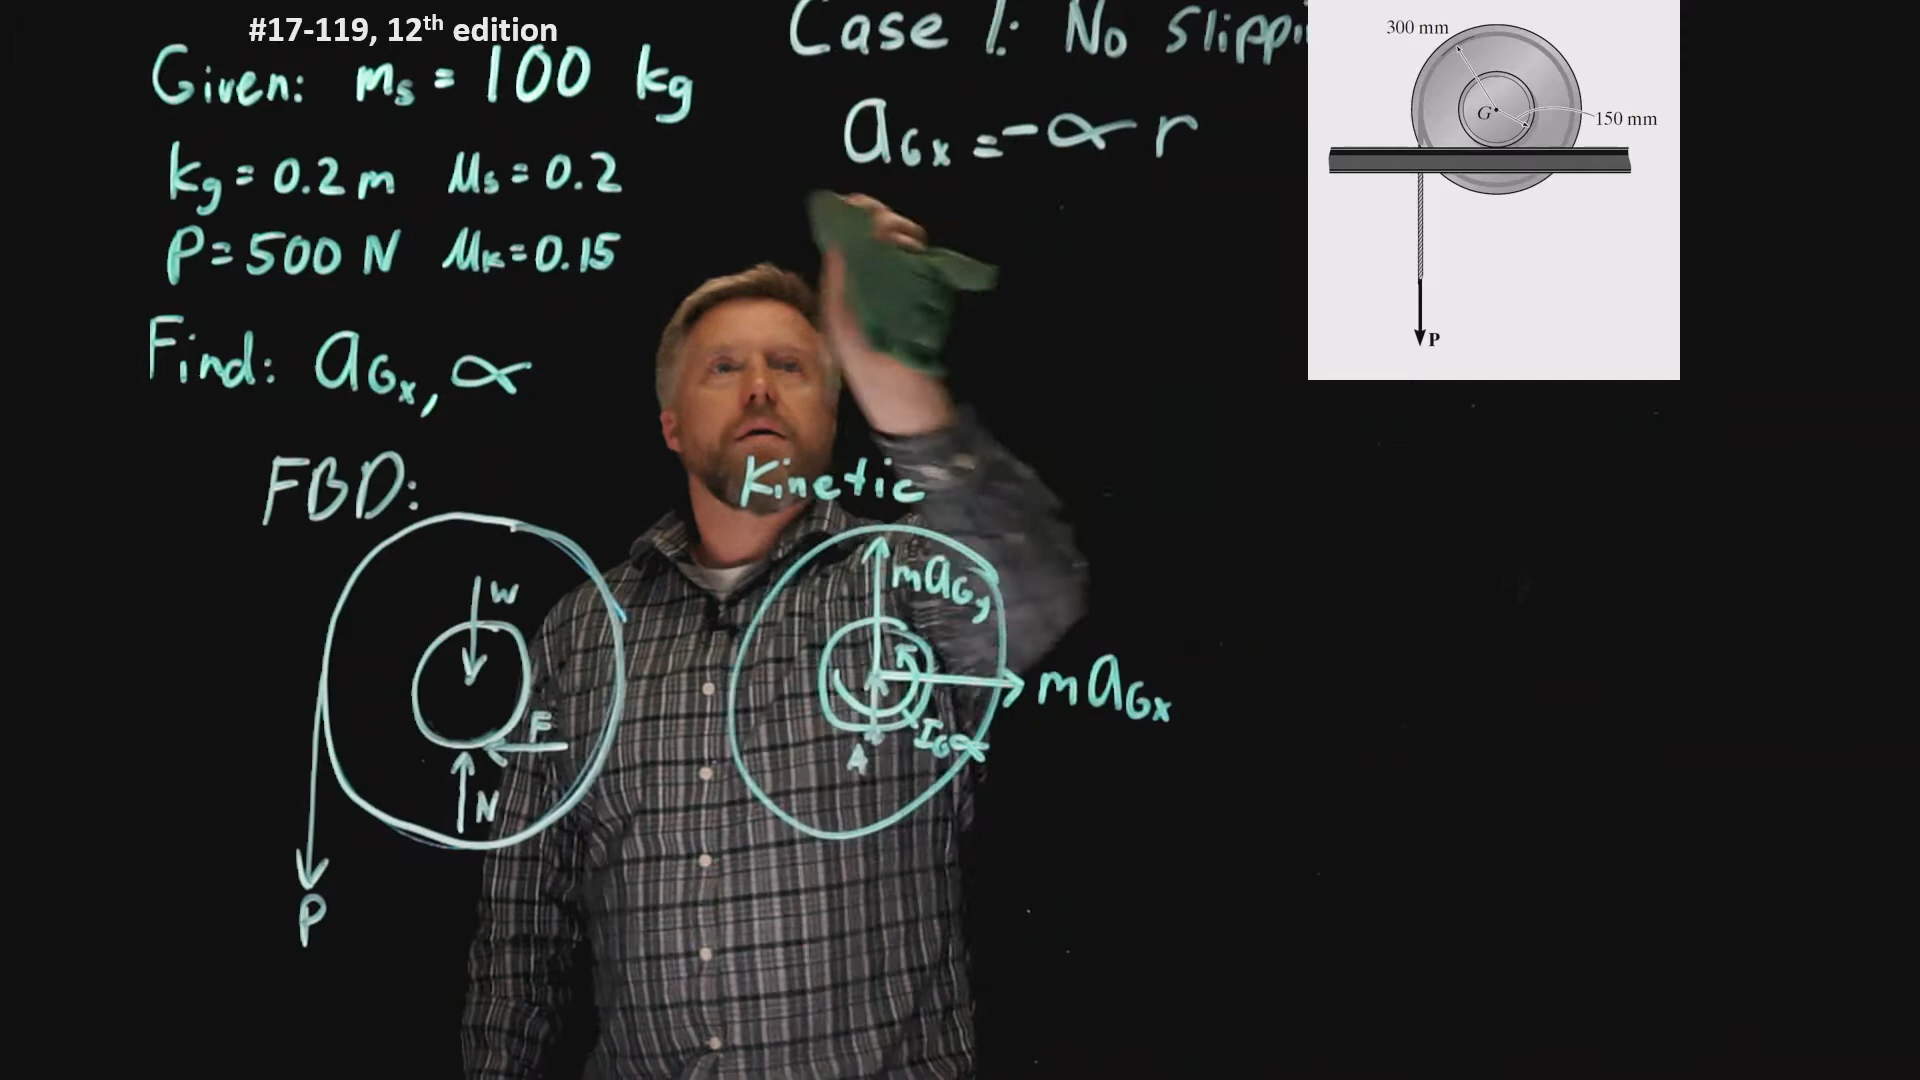 #17-119, 12th edition
Given: ms = 100 kg
kg = 0.2 m μs = 0.2
P = 500 N μk = 0.15
Find: aGx, α
Case 1: No slippi
aGx = -α r
300 mm
G
150 mm
P
FBD:
W
F
N
P
Kinetic
maGy
maGx
IGα
A